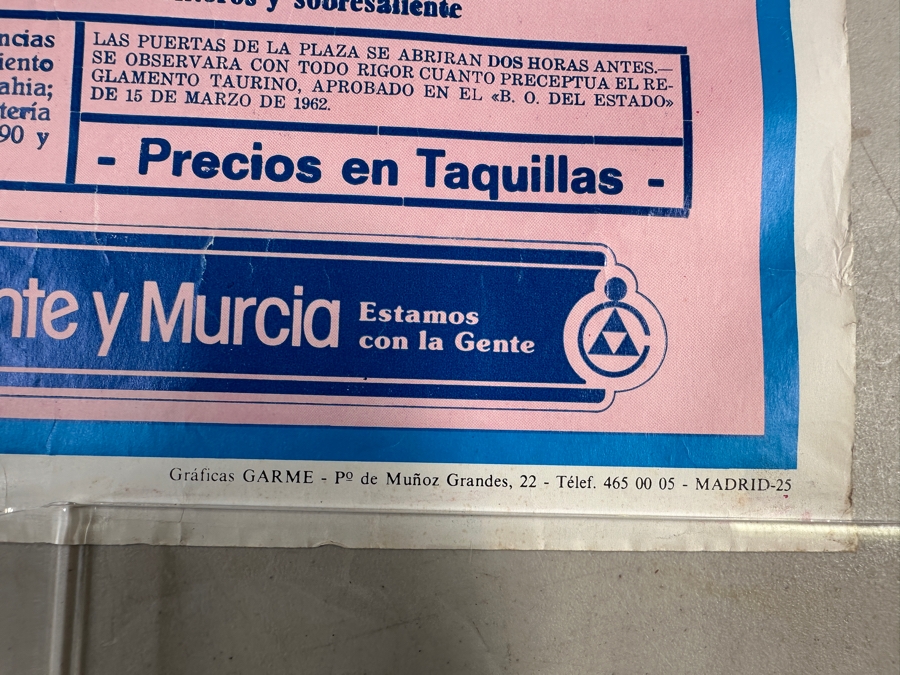 y sobresaliente
ncias
iento
ahia;
tería
90 y
LAS PUERTAS DE LA PLAZA SE ABRIRAN DOS HORAS ANTES.—
SE OBSERVARA CON TODO RIGOR CUANTO PRECEPTUA EL RE-
GLAMENTO TAURINO, APROBADO EN EL «B. O. DEL ESTADO»
DE 15 DE MARZO DE 1962.
- Precios en Taquillas -
nte y Murcia
Estamos
con la Gente
Gráficas GARME - Pº de Muñoz Grandes, 22 - Télef. 465 00 05 - MADRID-25